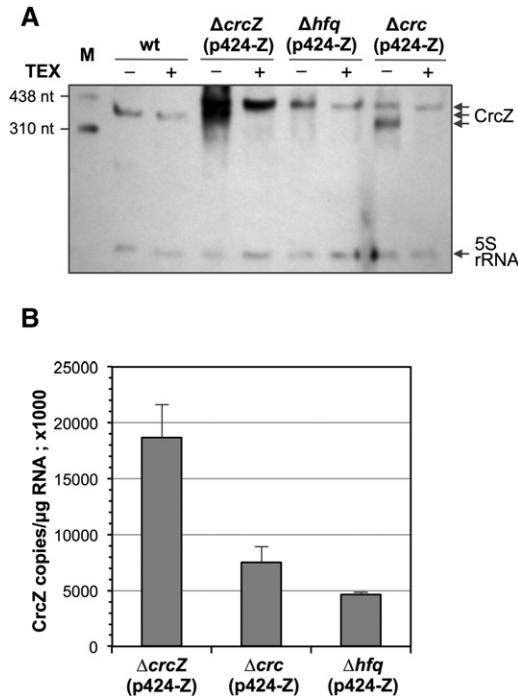 A
M
wt
ΔcrcZ
(p424-Z)
Δhfq
(p424-Z)
Δcrc
(p424-Z)
TEX
– + – + – + – +
438 nt
310 nt
CrcZ
5S
rRNA
B
CrcZ copies/µg RNA ; x1000
25000
20000
15000
10000
5000
0
ΔcrcZ
(p424-Z)
Δcrc
(p424-Z)
Δhfq
(p424-Z)